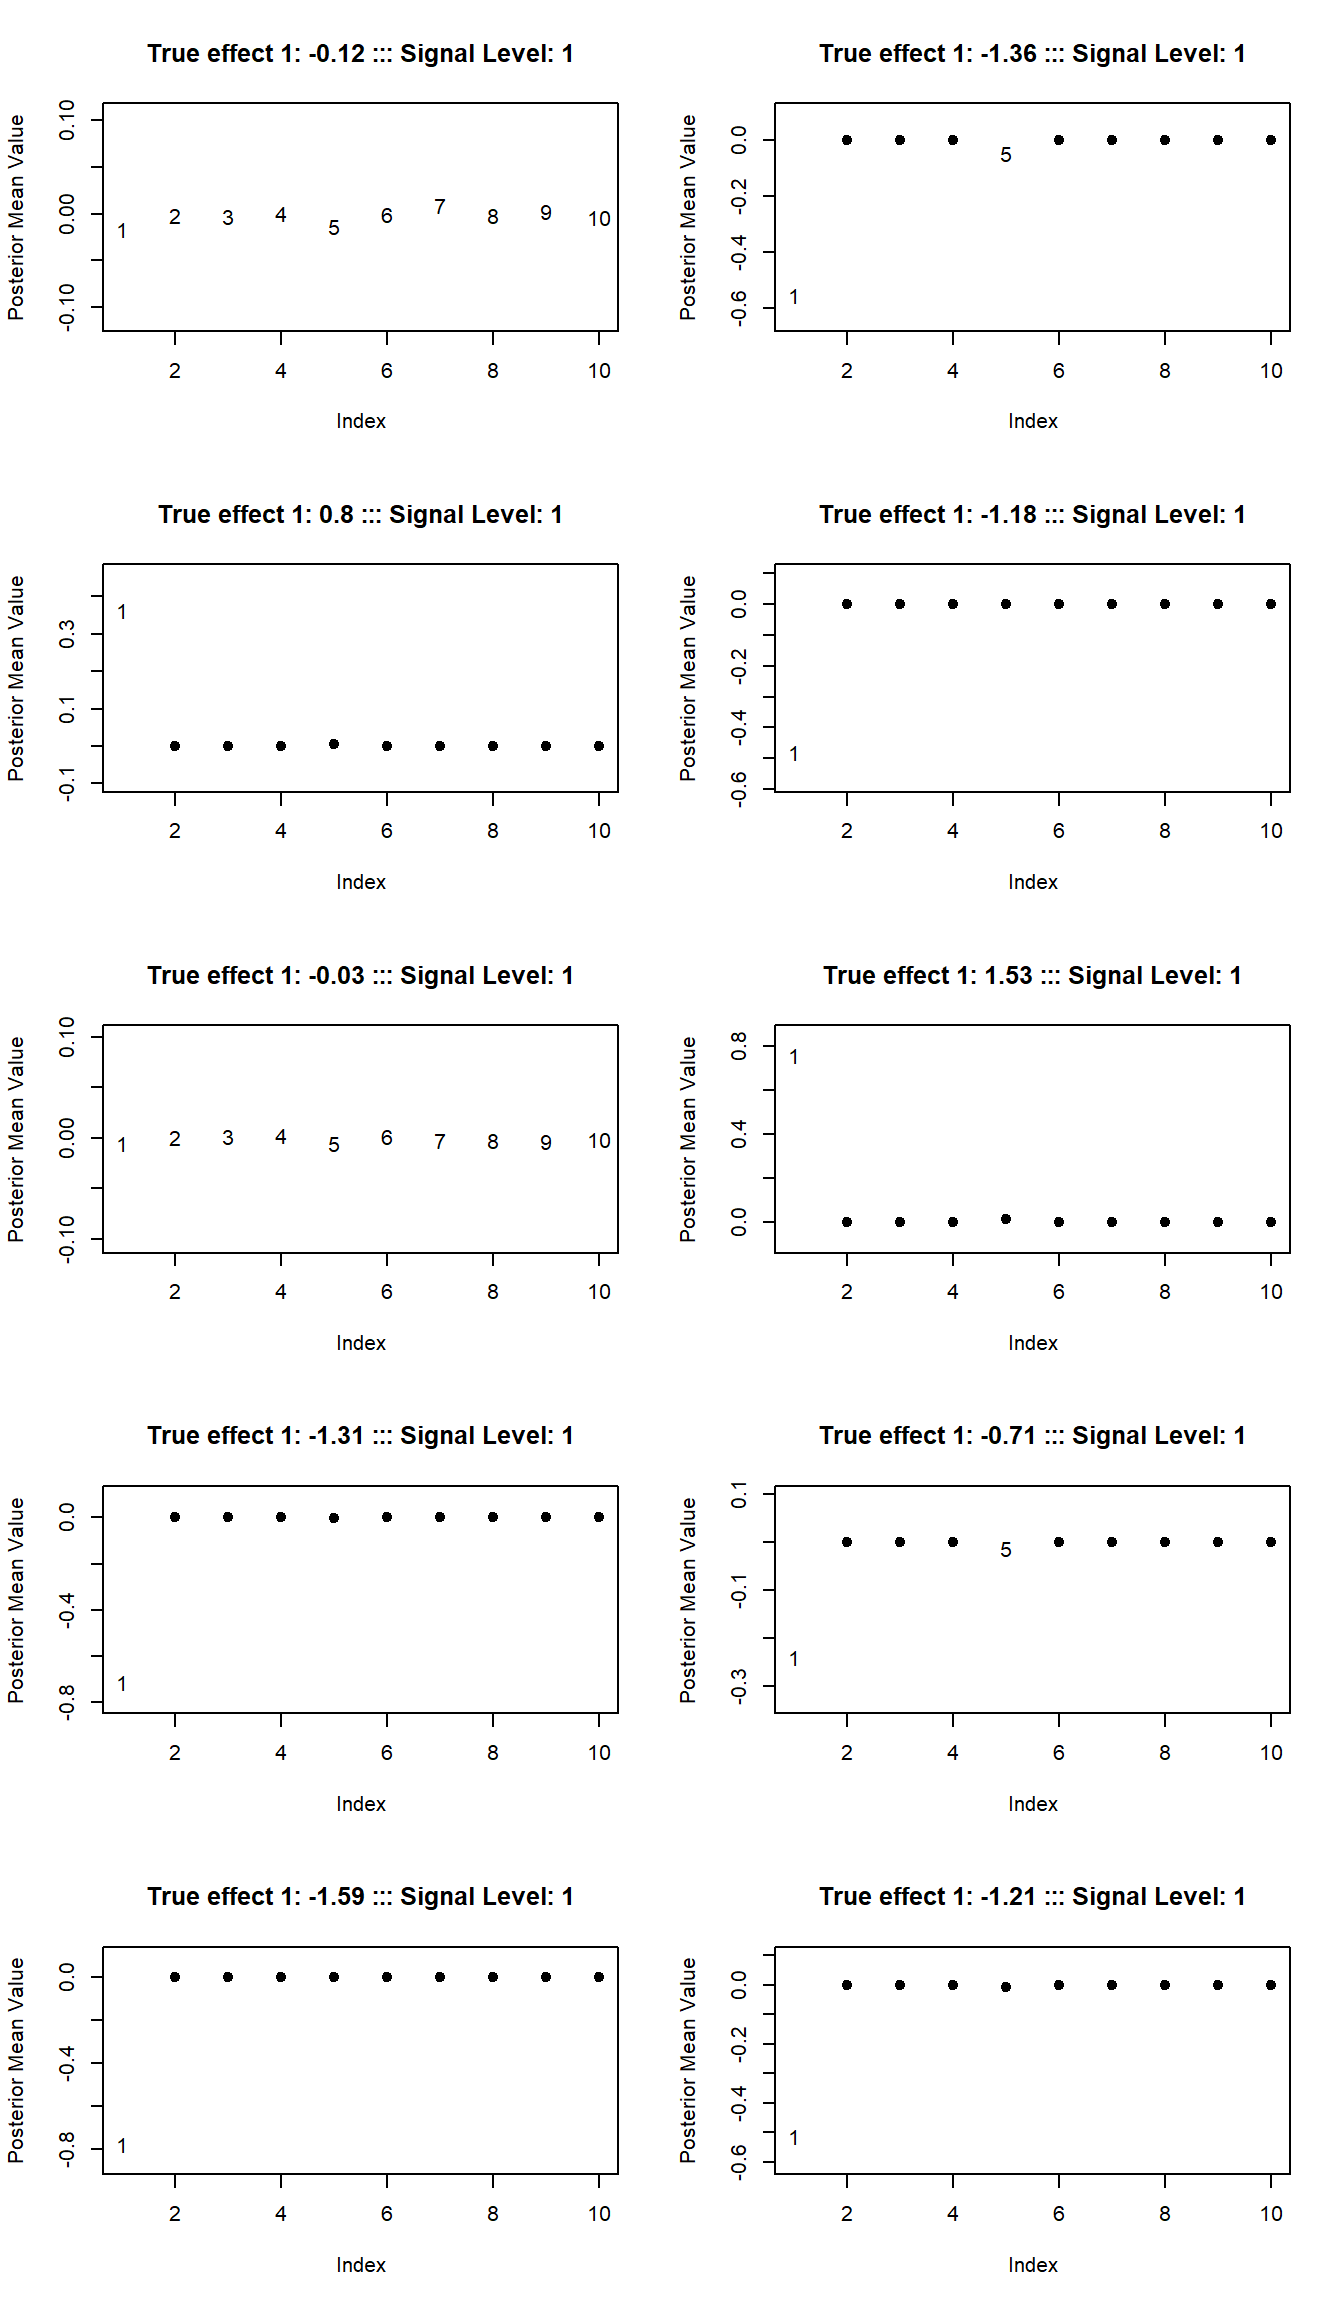 True effect 1: -0.12 ::: Signal Level: 1
Posterior Mean Value
0.10
0.00
-0.10
1 2 3 4 5 6 7 8 9 10
2 4 6 8 10
Index
True effect 1: -1.36 ::: Signal Level: 1
Posterior Mean Value
0.0
-0.2
-0.4
-0.6
5
1
2 4 6 8 10
Index
True effect 1: 0.8 ::: Signal Level: 1
Posterior Mean Value
0.3
0.1
-0.1
1
2 4 6 8 10
Index
True effect 1: -1.18 ::: Signal Level: 1
Posterior Mean Value
0.0
-0.2
-0.4
-0.6
1
2 4 6 8 10
Index
True effect 1: -0.03 ::: Signal Level: 1
Posterior Mean Value
0.10
0.00
-0.10
1 2 3 4 5 6 7 8 9 10
2 4 6 8 10
Index
True effect 1: 1.53 ::: Signal Level: 1
Posterior Mean Value
0.8
0.4
0.0
1
2 4 6 8 10
Index
True effect 1: -1.31 ::: Signal Level: 1
Posterior Mean Value
0.0
-0.4
-0.8
1
2 4 6 8 10
Index
True effect 1: -0.71 ::: Signal Level: 1
Posterior Mean Value
0.1
-0.1
-0.3
5
1
2 4 6 8 10
Index
True effect 1: -1.59 ::: Signal Level: 1
Posterior Mean Value
0.0
-0.4
-0.8
1
2 4 6 8 10
Index
True effect 1: -1.21 ::: Signal Level: 1
Posterior Mean Value
0.0
-0.2
-0.4
-0.6
1
2 4 6 8 10
Index